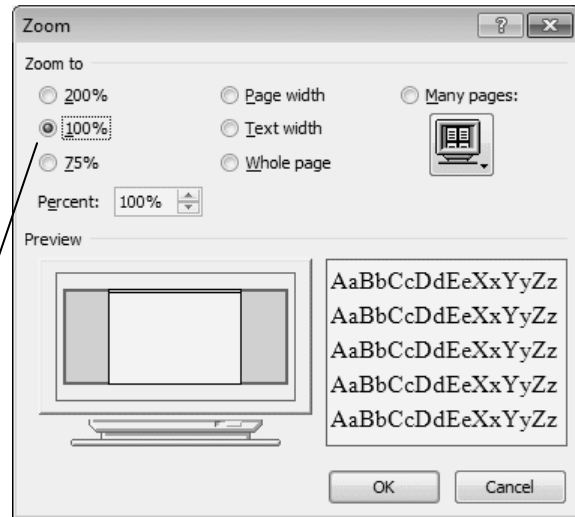 Zoom
Zoom to
200%
Page width
Many pages:
100%
Text width
75%
Whole page
Percent: 100%
Preview
AaBbCcDdEeXxYyZz
AaBbCcDdEeXxYyZz
AaBbCcDdEeXxYyZz
AaBbCcDdEeXxYyZz
AaBbCcDdEeXxYyZz
OK
Cancel